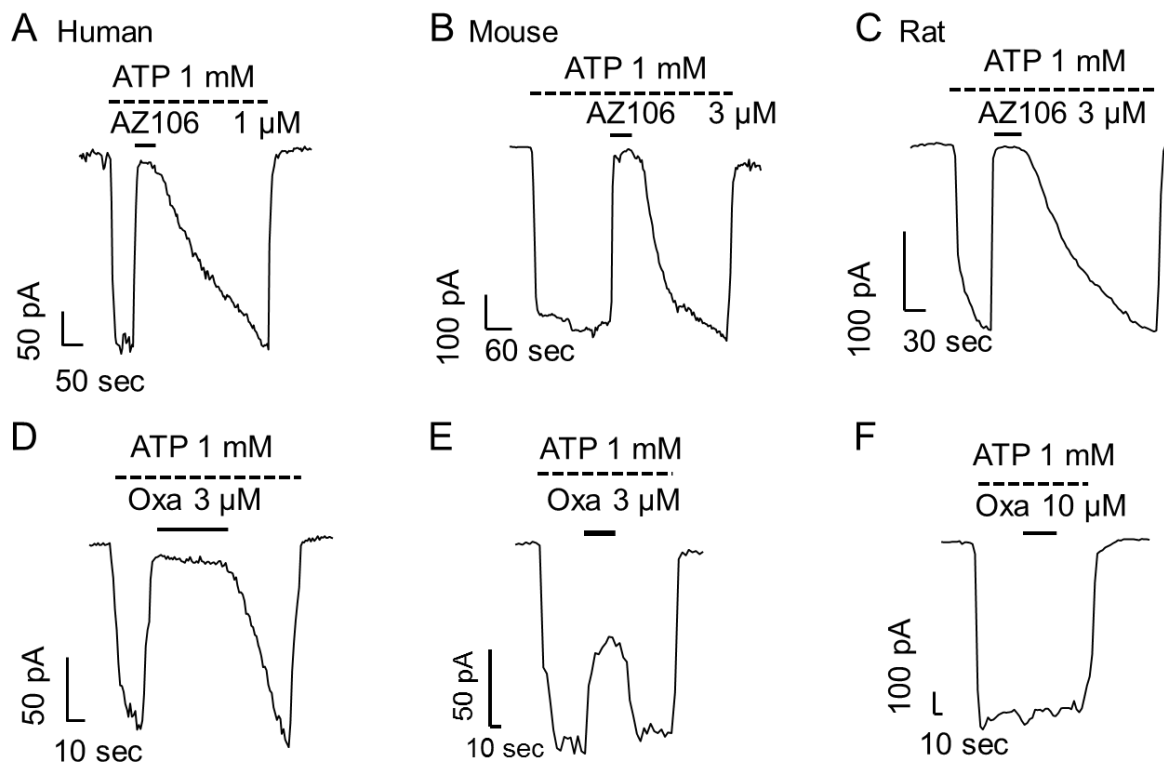 A Human
ATP 1 mM
AZ106 1 µM
50 pA
50 sec
B Mouse
ATP 1 mM
AZ106 3 µM
100 pA
60 sec
C Rat
ATP 1 mM
AZ106 3 µM
100 pA
30 sec
D
ATP 1 mM
Oxa 3 µM
50 pA
10 sec
E
ATP 1 mM
Oxa 3 µM
50 pA
10 sec
F
ATP 1 mM
Oxa 10 µM
100 pA
10 sec